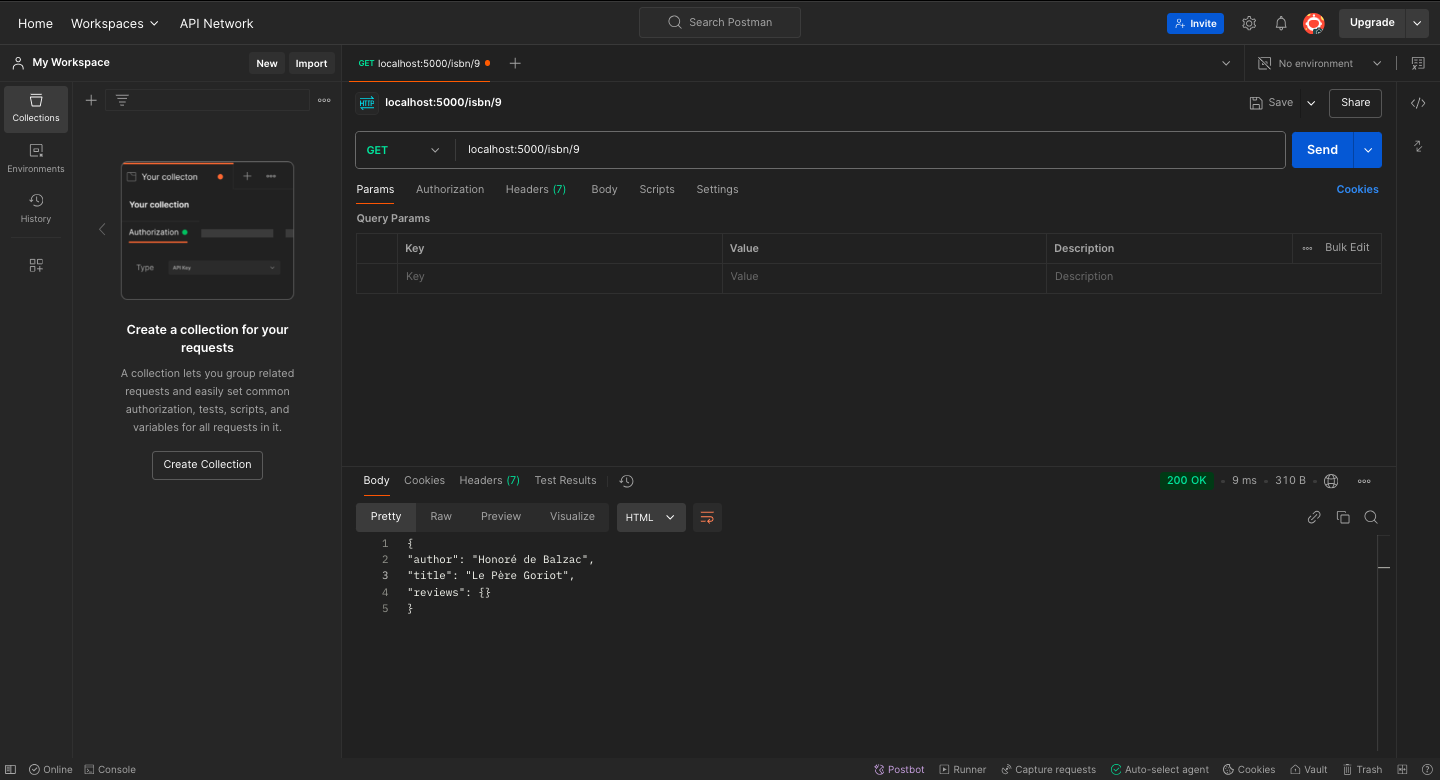 Home Workspaces API Network Search Postman Invite Upgrade
My Workspace New Import GET localhost:5000/isbn/9 No environment
Collections
Environments
History
Your collecton
Your collection
Authorization
Type API Key
Create a collection for your
requests
A collection lets you group related
requests and easily set common
authorization, tests, scripts, and
variables for all requests in it.
Create Collection
HTTP localhost:5000/isbn/9 Save Share
GET localhost:5000/isbn/9 Send
Params Authorization Headers (7) Body Scripts Settings Cookies
Query Params
Key Value Description Bulk Edit
Key Value Description
Body Cookies Headers (7) Test Results 200 OK 9 ms 310 B
Pretty Raw Preview Visualize HTML
1 {
2 "author": "Honoré de Balzac",
3 "title": "Le Père Goriot",
4 "reviews": {}
5 }
Online Console Postbot Runner Capture requests Auto-select agent Cookies Vault Trash